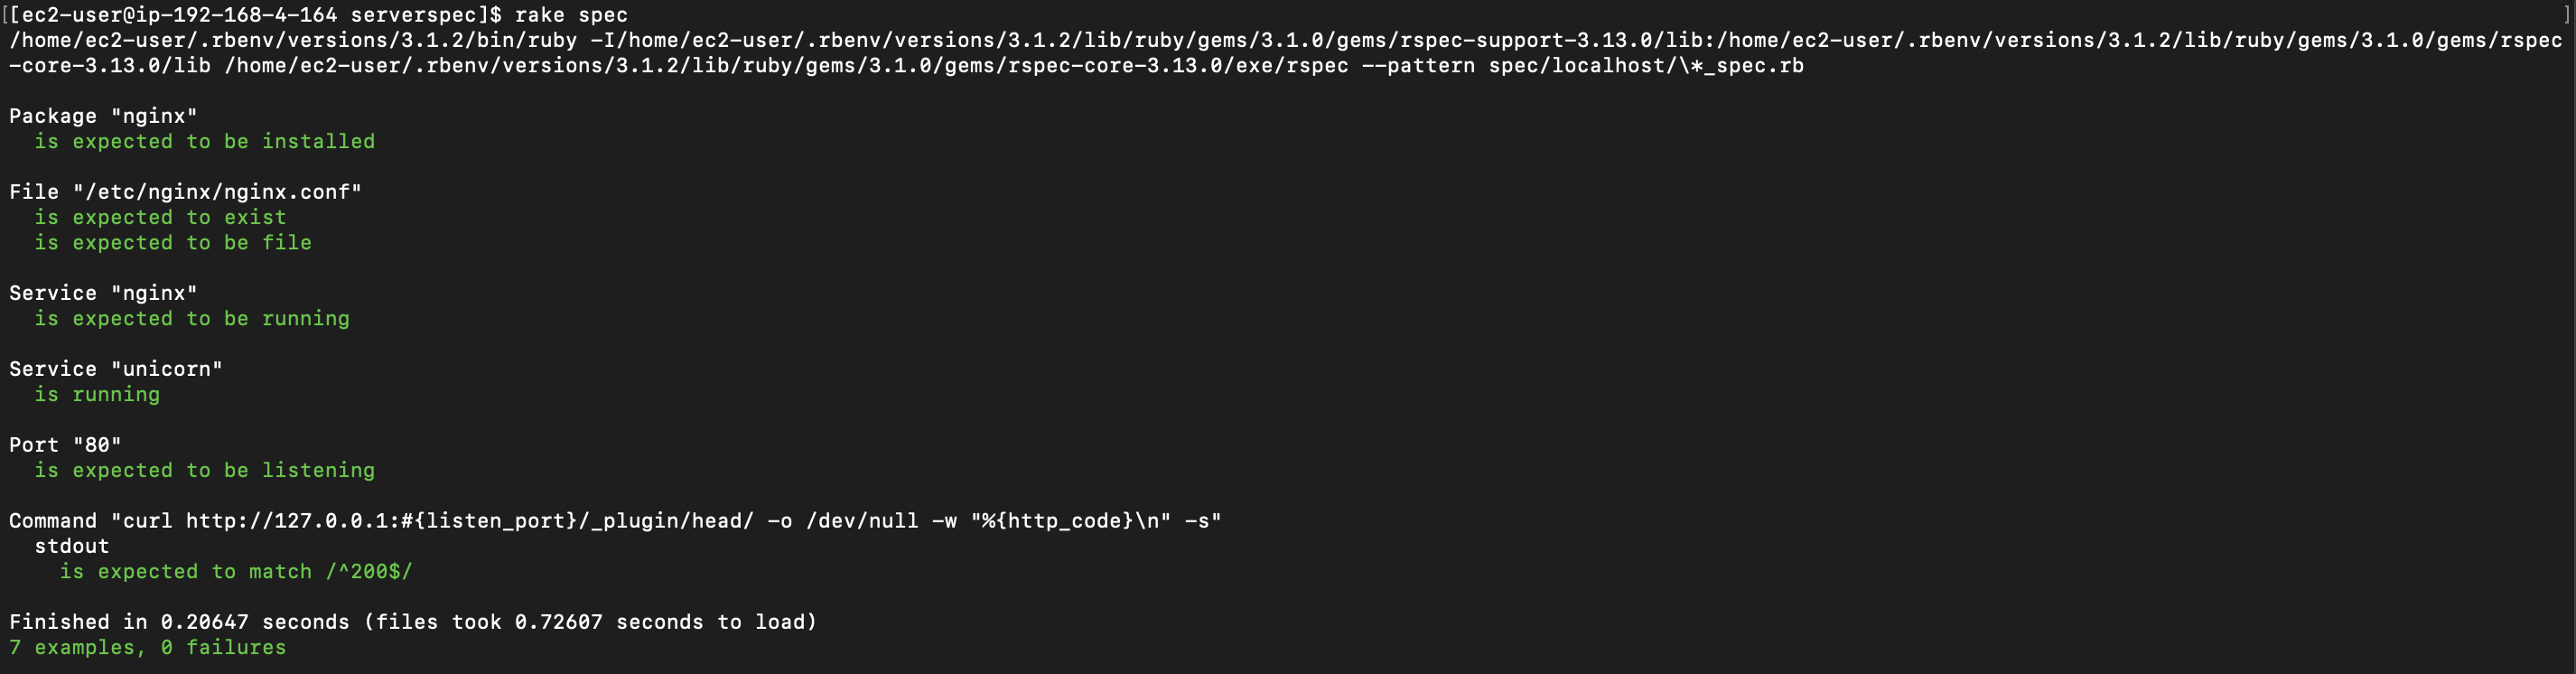 [[ec2-user@ip-192-168-4-164 serverspec]$ rake spec ]
/home/ec2-user/.rbenv/versions/3.1.2/bin/ruby -I/home/ec2-user/.rbenv/versions/3.1.2/lib/ruby/gems/3.1.0/gems/rspec-support-3.13.0/lib:/home/ec2-user/.rbenv/versions/3.1.2/lib/ruby/gems/3.1.0/gems/rspec
-core-3.13.0/lib /home/ec2-user/.rbenv/versions/3.1.2/lib/ruby/gems/3.1.0/gems/rspec-core-3.13.0/exe/rspec --pattern spec/localhost/\*_spec.rb
Package "nginx"
is expected to be installed
File "/etc/nginx/nginx.conf"
is expected to exist
is expected to be file
Service "nginx"
is expected to be running
Service "unicorn"
is running
Port "80"
is expected to be listening
Command "curl http://127.0.0.1:#{listen_port}/_plugin/head/ -o /dev/null -w "%{http_code}\n" -s"
stdout
is expected to match /^200$/
Finished in 0.20647 seconds (files took 0.72607 seconds to load)
7 examples, 0 failures